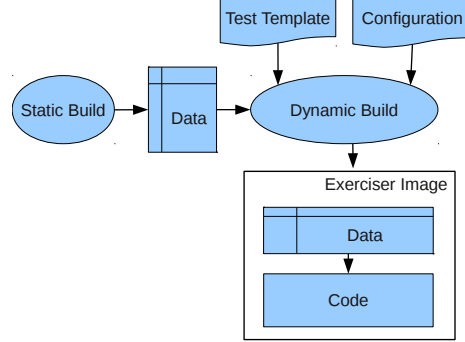 Test Template
Configuration
Static Build
Data
Dynamic Build
Exerciser Image
Data
Code